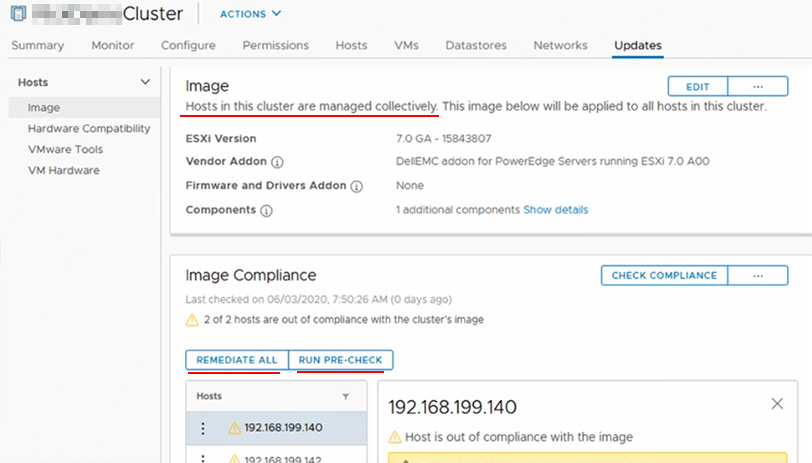 Cluster ACTIONS
Summary Monitor Configure Permissions Hosts VMs Datastores Networks Updates
Hosts
Image
Hardware Compatibility
VMware Tools
VM Hardware
Image
EDIT ...
Hosts in this cluster are managed collectively. This image below will be applied to all hosts in this cluster.
ESXi Version 7.0 GA - 15843807
Vendor Addon DellEMC addon for PowerEdge Servers running ESXi 7.0 A00
Firmware and Drivers Addon None
Components 1 additional components Show details
Image Compliance
CHECK COMPLIANCE ...
Last checked on 06/03/2020, 7:50:26 AM (0 days ago)
2 of 2 hosts are out of compliance with the cluster's image
REMEDIATE ALL RUN PRE-CHECK
Hosts
192.168.199.140
192.168.199.142
192.168.199.140
Host is out of compliance with the image